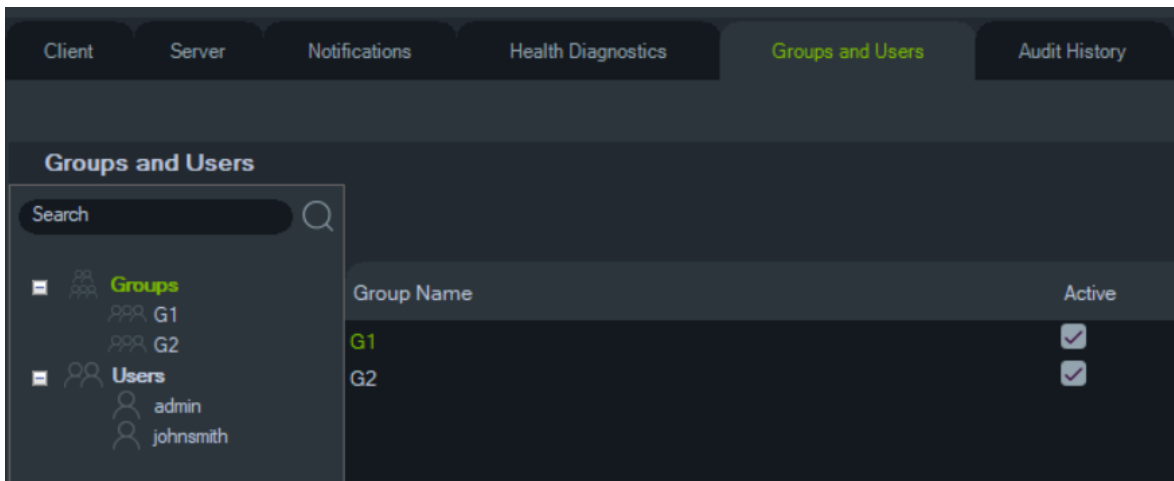 Client Server Notifications Health Diagnostics Groups and Users Audit History
Groups and Users
Search
Groups
G1
G2
Users
admin
johnsmith
Group Name Active
G1
G2